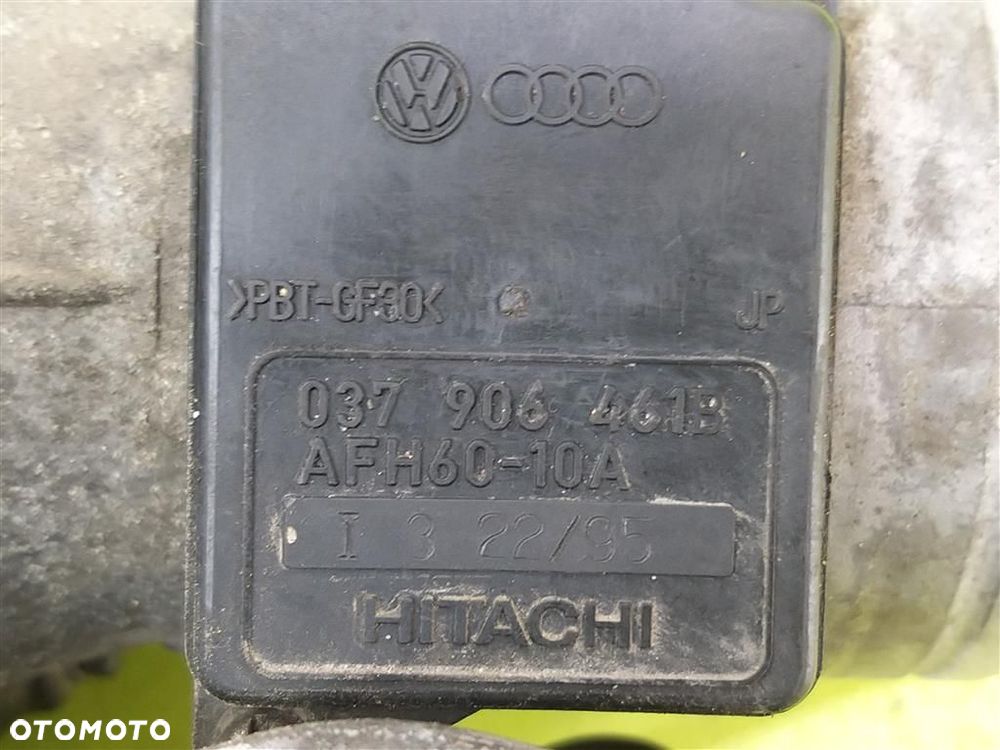 >PBT-GF30<
JP
037 906 461B
AFH60-10A
I 3 22/95
HITACHI
OTOMOTO